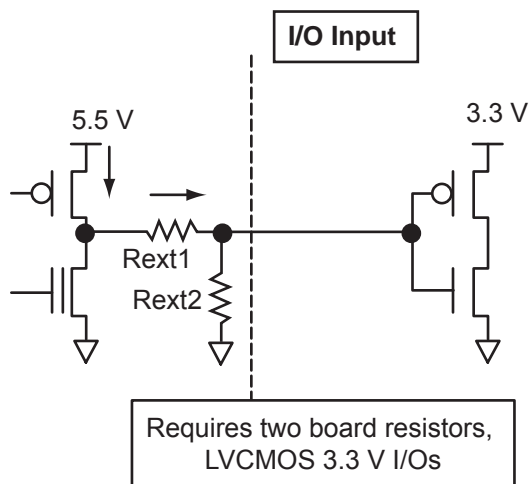 I/O Input
5.5 V
3.3 V
Rext1
Rext2
Requires two board resistors,
LVCMOS 3.3 V I/Os